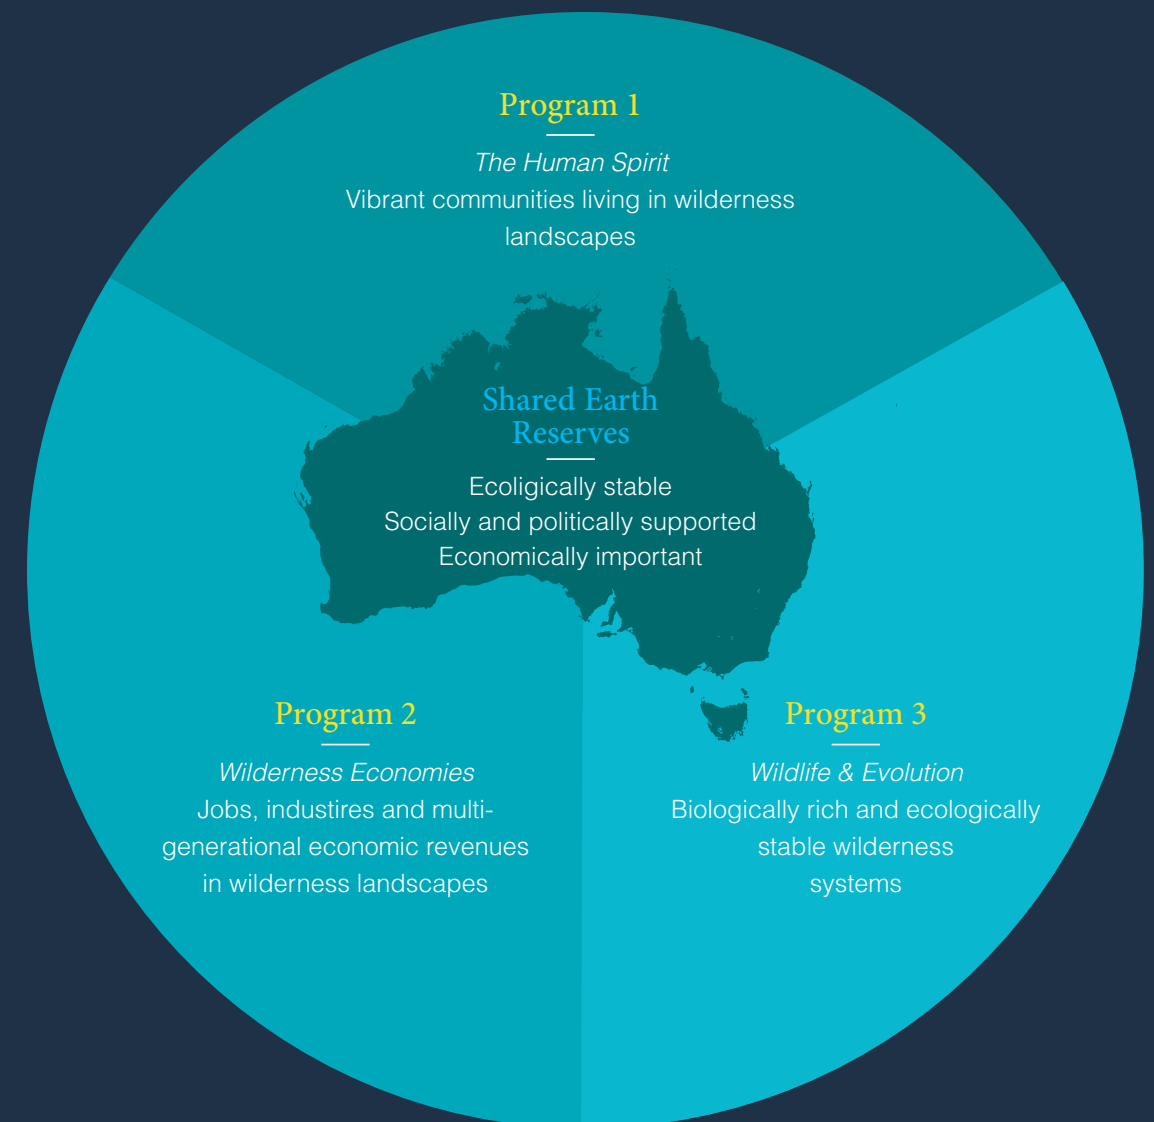 Program 1
The Human Spirit
Vibrant communities living in wilderness
landscapes
Shared Earth
Reserves
Ecoligically stable
Socially and politically supported
Economically important
Program 2
Wilderness Economies
Jobs, industires and multi-
generational economic revenues
in wilderness landscapes
Program 3
Wildlife & Evolution
Biologically rich and ecologically
stable wilderness
systems